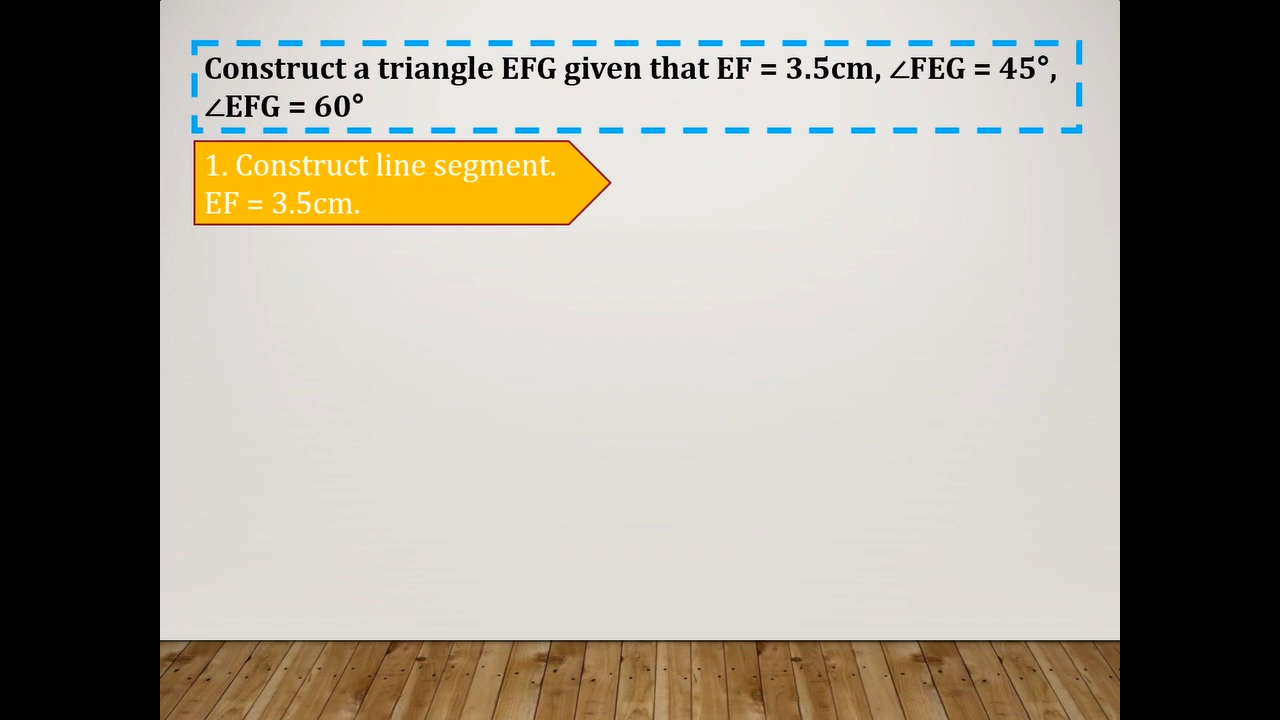 Construct a triangle EFG given that EF = 3.5cm, ∠FEG = 45°,
∠EFG = 60°
1. Construct line segment.
EF = 3.5cm.